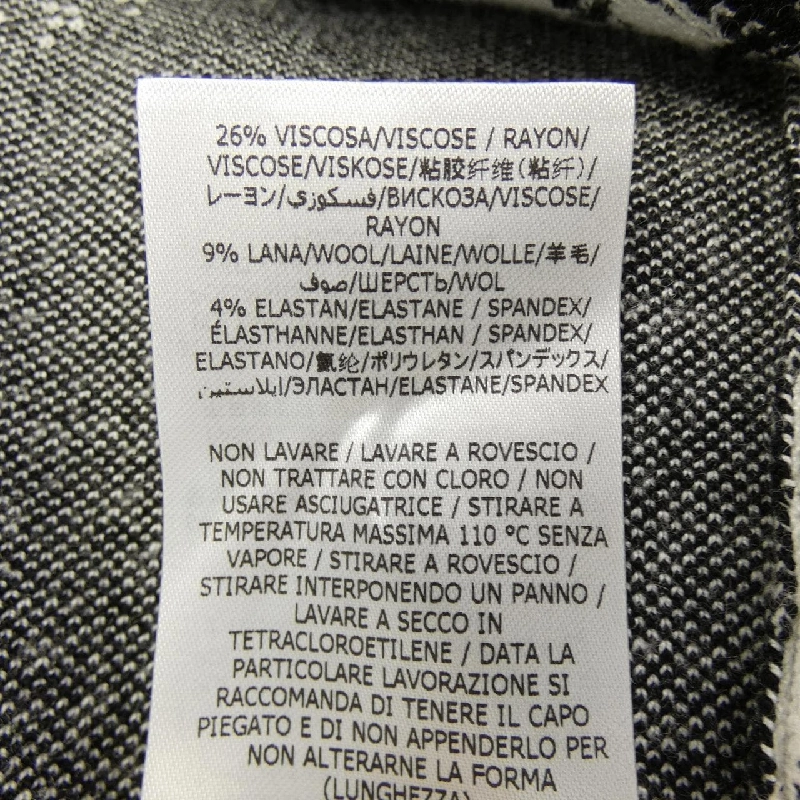 26% VISCOSA/VISCOSE / RAYON/
VISCOSE/VISKOSE/粘胶纤维(粘纤)/
レーヨン/فسكوزي/ВИСКОЗА/VISCOSE/
RAYON
9% LANA/WOOL/LAINE/WOLLE/羊毛/
صوف/ШЕРСТЬ/WOL
4% ELASTAN/ELASTANE / SPANDEX/
ÉLASTHANNE/ELASTHAN / SPANDEX/
ELASTANO/氨纶/ポリウレタン/スパンデックス/
ايلاستين/ЭЛАСТАН/ELASTANE/SPANDEX
NON LAVARE / LAVARE A ROVESCIO /
NON TRATTARE CON CLORO / NON
USARE ASCIUGATRICE / STIRARE A
TEMPERATURA MASSIMA 110 °C SENZA
VAPORE / STIRARE A ROVESCIO /
STIRARE INTERPONENDO UN PANNO /
LAVARE A SECCO IN
TETRACLOROETILENE / DATA LA
PARTICOLARE LAVORAZIONE SI
RACCOMANDA DI TENERE IL CAPO
PIEGATO E DI NON APPENDERLO PER
NON ALTERARNE LA FORMA
(LUNGHEZZA)